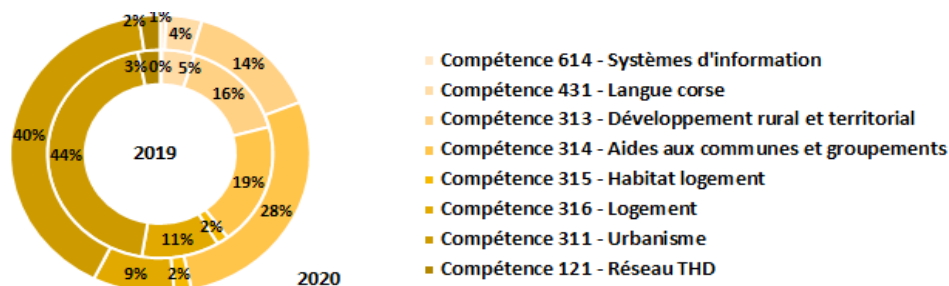 2%
1%
4%
14%
28%
2%
9%
40%
3%
0%
5%
16%
19%
2%
11%
44%
2019
2020
Compétence 614 - Systèmes d'information
Compétence 431 - Langue corse
Compétence 313 - Développement rural et territorial
Compétence 314 - Aides aux communes et groupements
Compétence 315 - Habitat logement
Compétence 316 - Logement
Compétence 311 - Urbanisme
Compétence 121 - Réseau THD